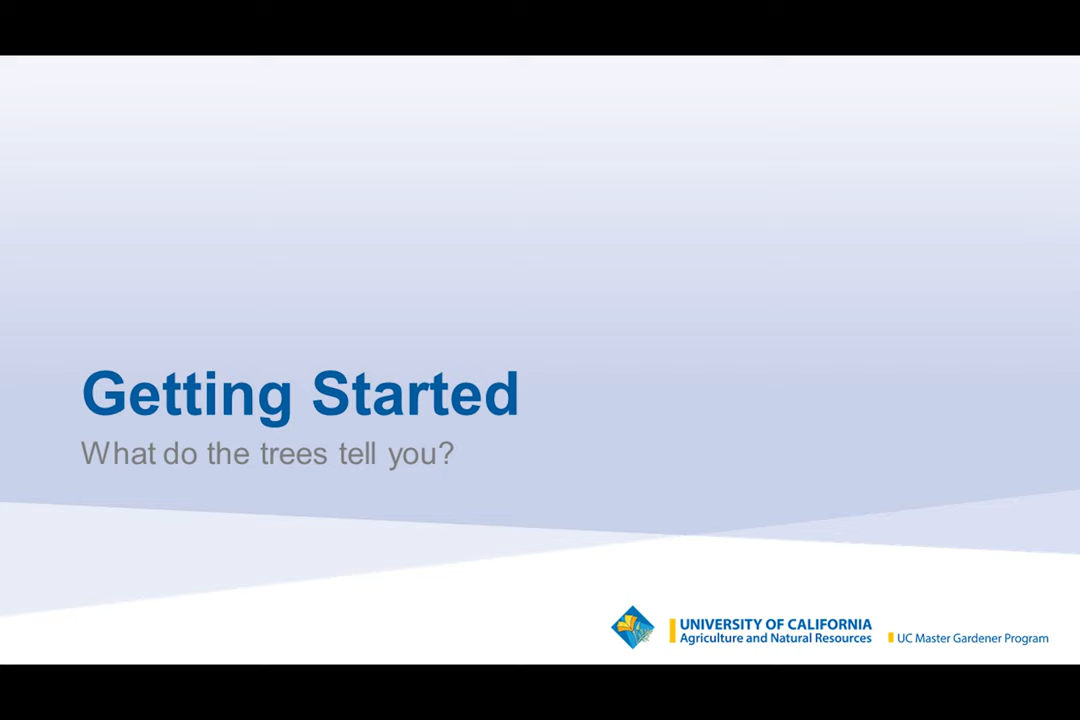 Getting Started
What do the trees tell you?
UNIVERSITY OF CALIFORNIA
Agriculture and Natural Resources
UC Master Gardener Program